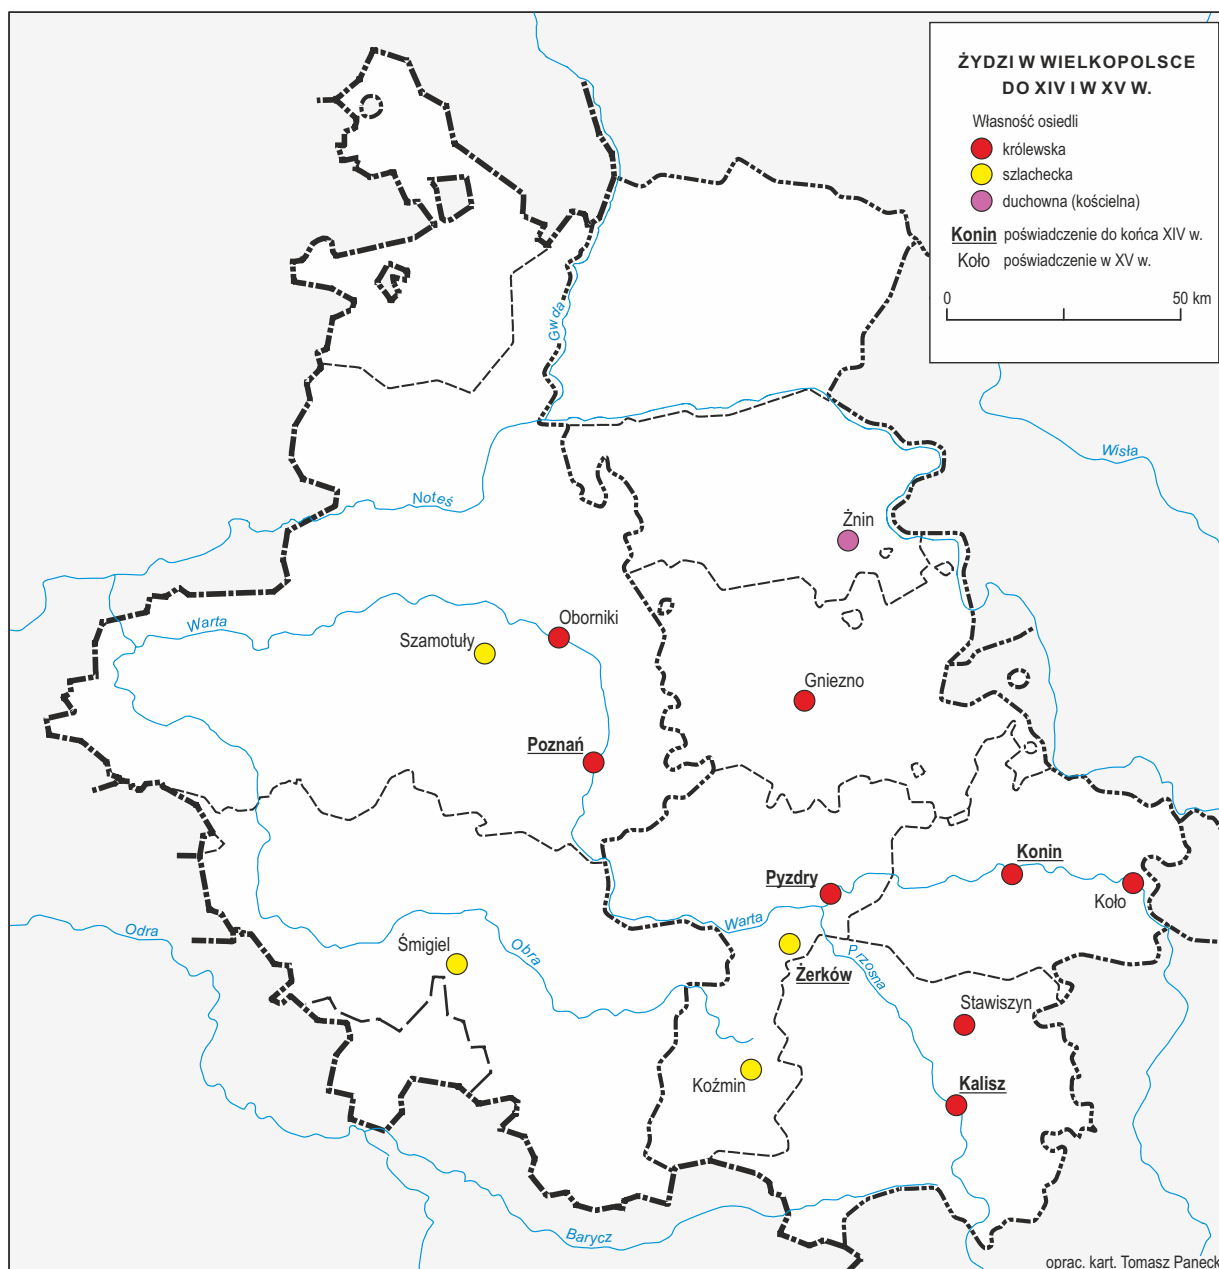 ŻYDZI W WIELKOPOLSCE
DO XIV I W XV W.
Własność osiedli
królewska
szlachecka
duchowna (kościelna)
Konin poświadczenie do końca XIV w.
Koło poświadczenie w XV w.
0 50 km
Gwda
Wisła
Noteś
Żnin
Warta
Oborniki
Szamotuły
Gniezno
Poznań
Konin
Pyzdry
Koło
Warta
Odra
Śmigiel
Obra
Żerków
Przosna
Stawiszyn
Koźmin
Kalisz
Barycz
oprac. kart. Tomasz Paneck